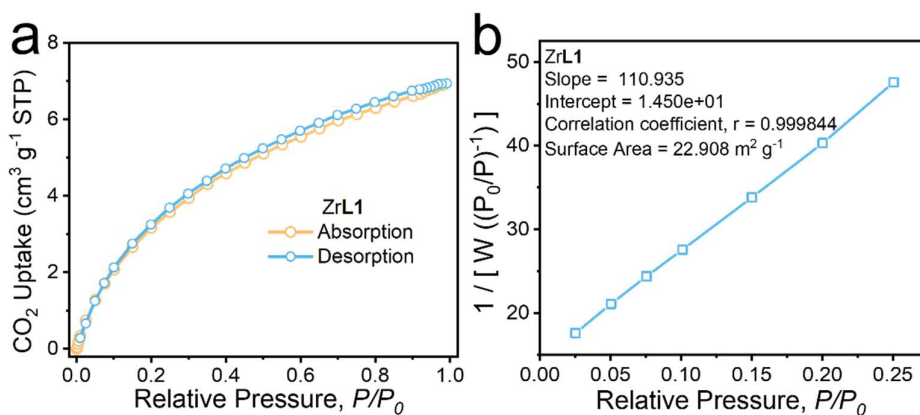 a
CO₂ Uptake (cm³ g⁻¹ STP)
8
6
4
2
0
ZrL1
Absorption
Desorption
0.0 0.2 0.4 0.6 0.8 1.0
Relative Pressure, P/P₀
b
1 / [ W ((P₀/P)⁻¹) ]
50
40
30
20
ZrL1
Slope = 110.935
Intercept = 1.450e+01
Correlation coefficient, r = 0.999844
Surface Area = 22.908 m² g⁻¹
0.00 0.05 0.10 0.15 0.20 0.25
Relative Pressure, P/P₀